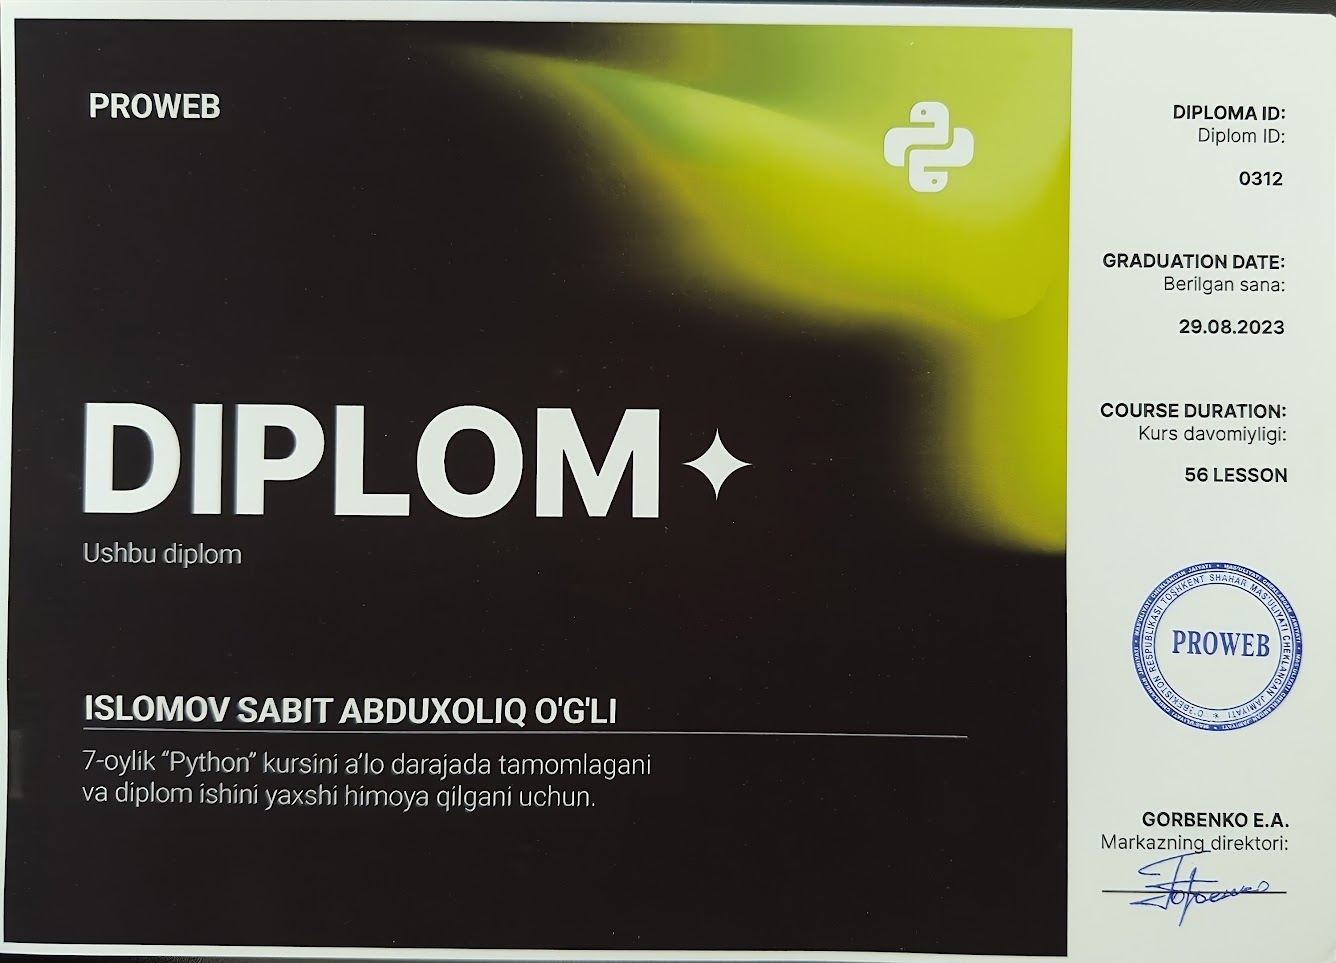 PROWEB
DIPLOM
Ushbu diplom
ISLOMOV SABIT ABDUXOLIQ O'G'LI
7-oylik “Python” kursini a’lo darajada tamomlagani
va diplom ishini yaxshi himoya qilgani uchun.
DIPLOMA ID:
Diplom ID:
0312
GRADUATION DATE:
Berilgan sana:
29.08.2023
COURSE DURATION:
Kurs davomiyligi:
56 LESSON
O'ZBEKISTON RESPUBLIKASI TOSHKENT SHAHAR MAS'ULIYATI CHEKLANGAN JAMIYATI
PROWEB
GORBENKO E.A.
Markazning direktori: